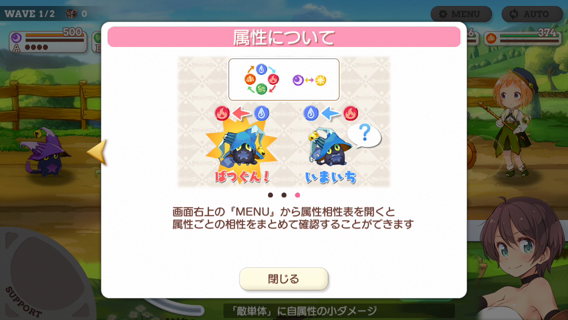 WAVE 1/2
0
MENU
AUTO
500
374
属性について
ばつぐん!
いまいち
?
画面右上の「MENU」から属性相性表を開くと
属性ごとの相性をまとめて確認することができます
閉じる
SUPPORT
「敵単体」に自属性の小ダメージ